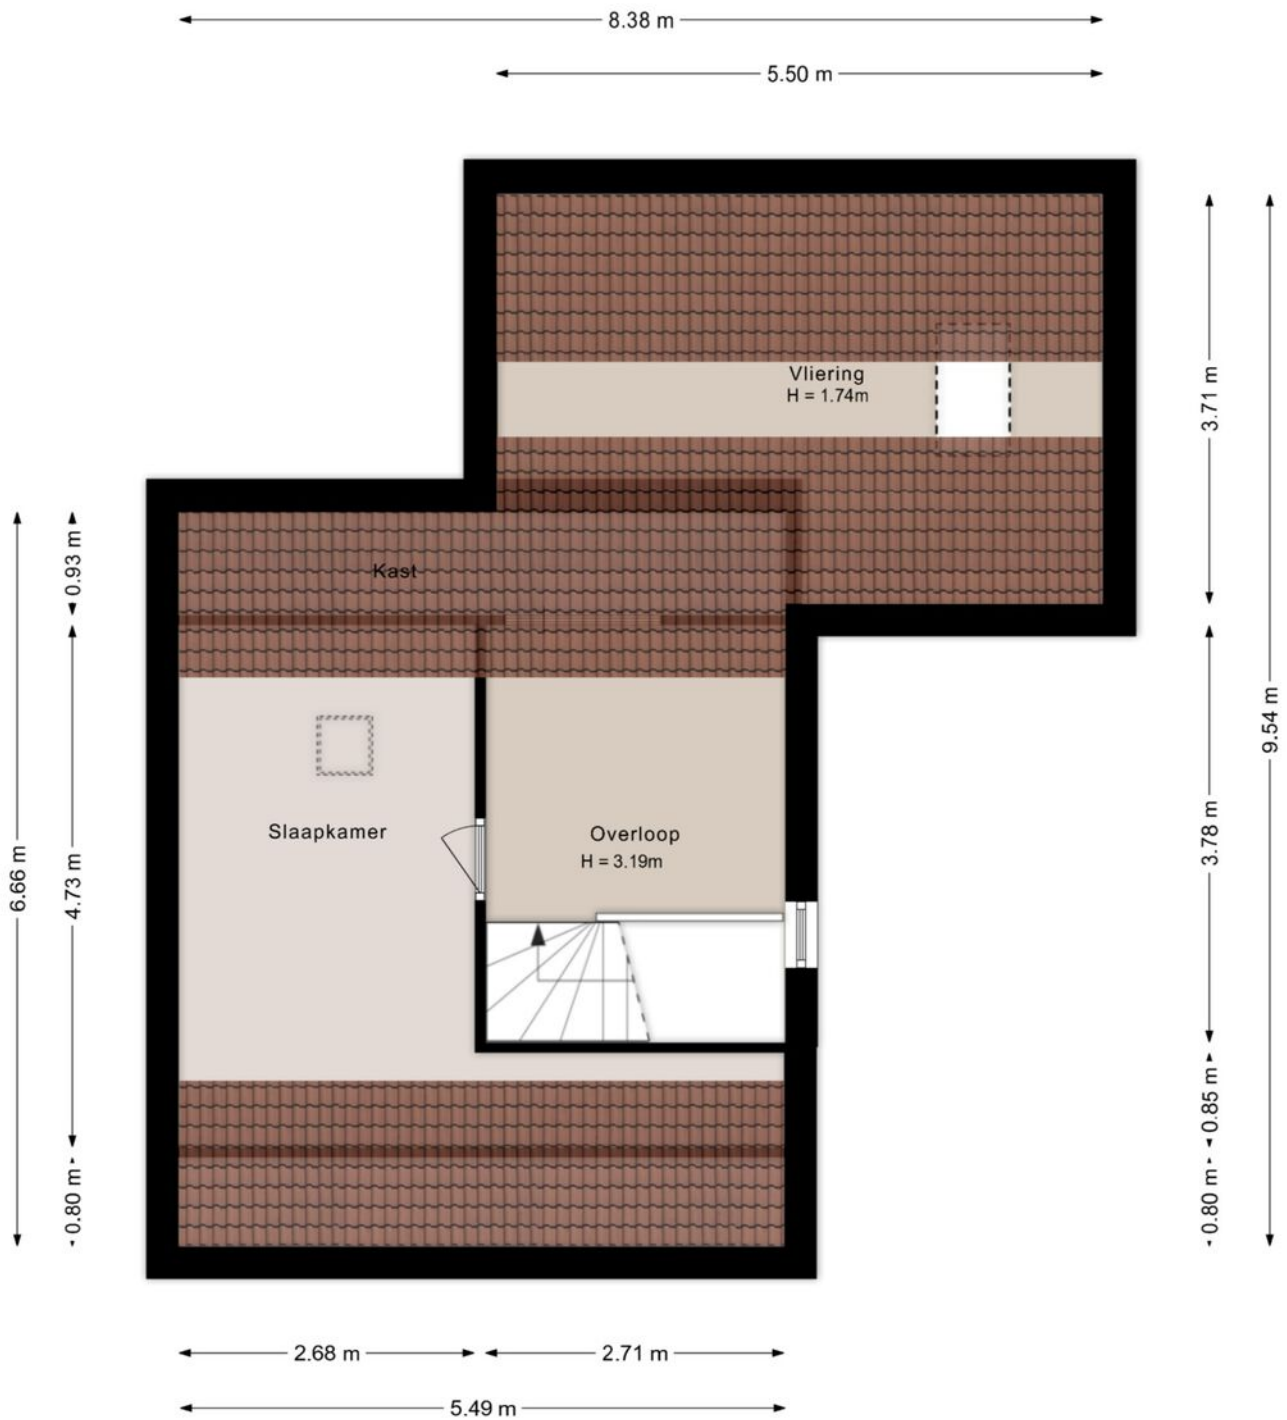 8.38 m
5.50 m
Vliering
H = 1.74m
3.71 m
0.93 m
Kast
9.54 m
Slaapkamer
Overloop
H = 3.19m
3.78 m
6.66 m
4.73 m
0.85 m
0.80 m
0.80 m
2.68 m
2.71 m
5.49 m